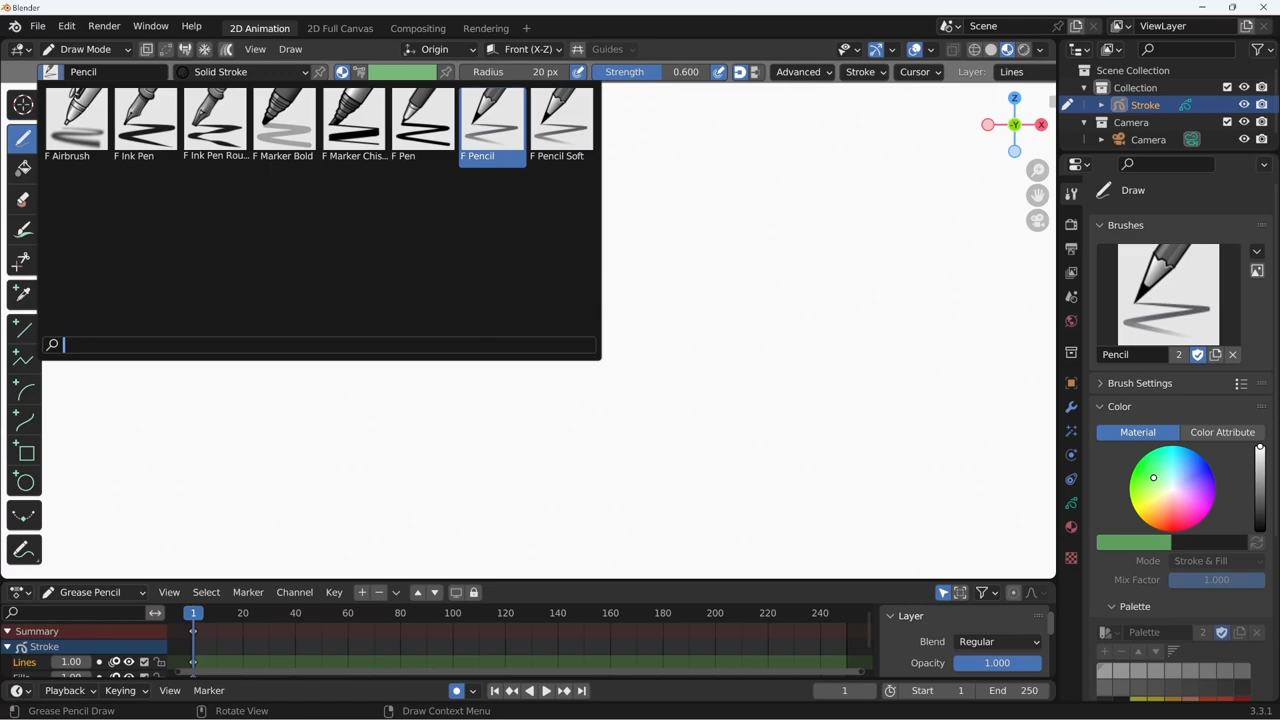 Blender
File Edit Render Window Help 2D Animation 2D Full Canvas Compositing Rendering + Scene ViewLayer
Draw Mode View Draw Origin Front (X-Z) Guides
Pencil Solid Stroke Radius 20 px Strength 0.600 Advanced Stroke Cursor Layer: Lines
Scene Collection
Collection
Stroke
Camera
Camera
Z
-Y X
F Airbrush F Ink Pen F Ink Pen Rou... F Marker Bold F Marker Chis... F Pen F Pencil F Pencil Soft
Draw
Brushes
Pencil 2
Brush Settings
Color
Material Color Attribute
Mode Stroke & Fill
Mix Factor 1.000
Palette
Palette 2
Grease Pencil View Select Marker Channel Key
1 20 40 60 80 100 120 140 160 180 200 220 240
Summary
Stroke
Lines 1.00
Fills
Layer
Blend Regular
Opacity 1.000
Playback Keying View Marker 1 Start 1 End 250
Grease Pencil Draw Rotate View Draw Context Menu 3.3.1